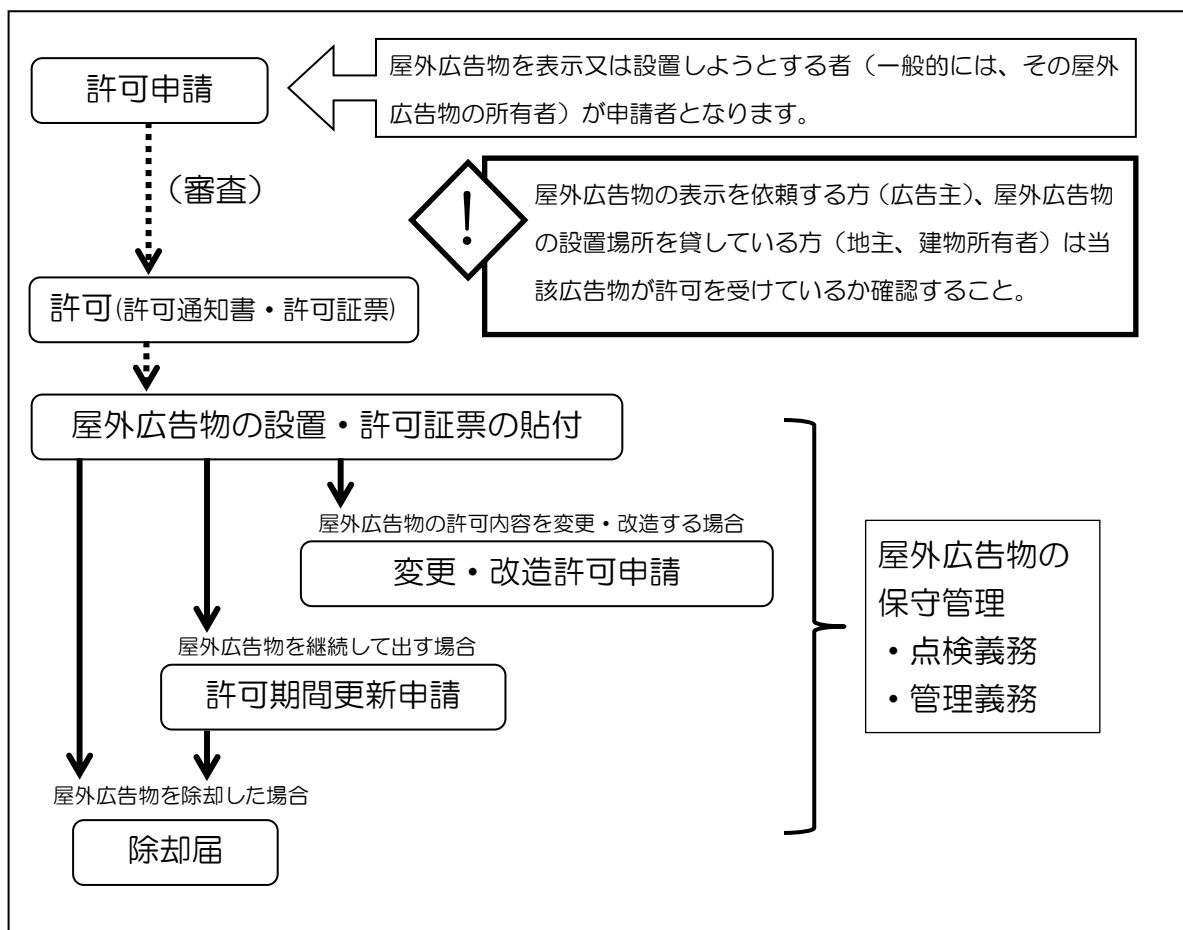 許可申請
屋外広告物を表示又は設置しようとする者（一般的には、その屋外
広告物の所有者）が申請者となります。
（審査）
！
屋外広告物の表示を依頼する方（広告主）、屋外広告物
の設置場所を貸している方（地主、建物所有者）は当
該広告物が許可を受けているか確認すること。
許可(許可通知書・許可証票)
屋外広告物の設置・許可証票の貼付
屋外広告物の許可内容を変更・改造する場合
変更・改造許可申請
屋外広告物を継続して出す場合
許可期間更新申請
屋外広告物を除却した場合
除却届
屋外広告物の
保守管理
・点検義務
・管理義務